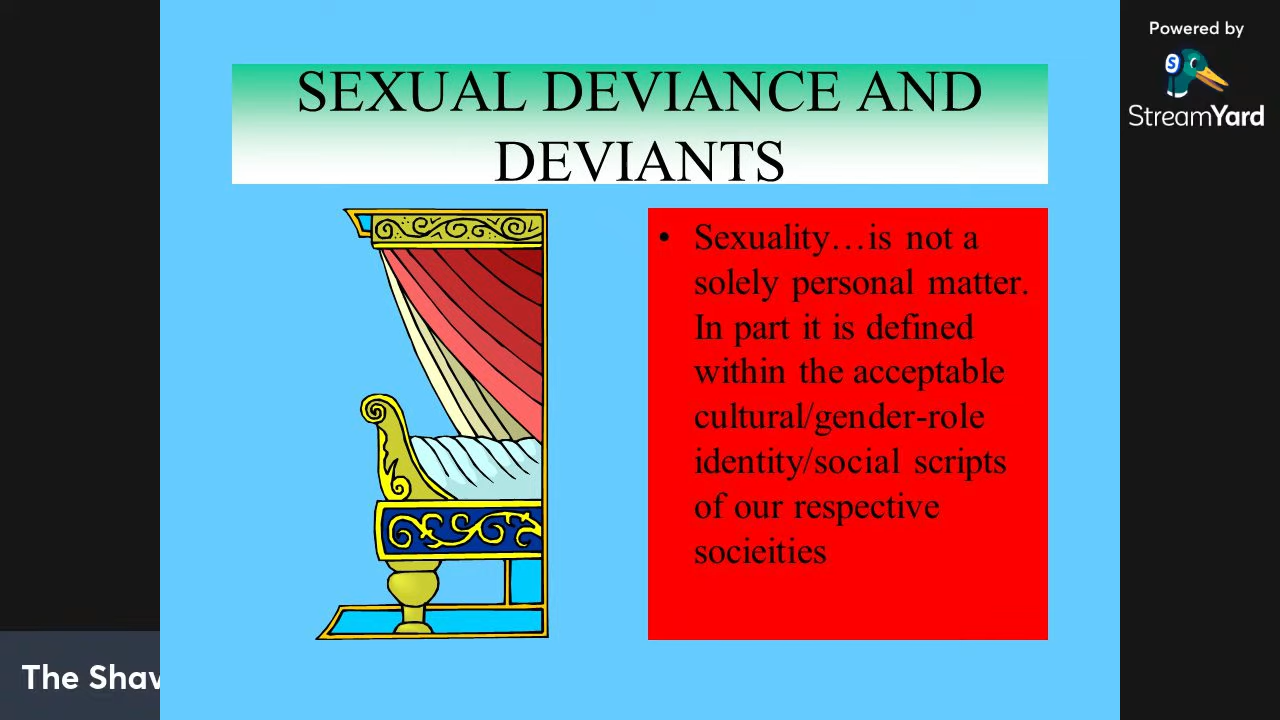 Powered by
S
StreamYard
SEXUAL DEVIANCE AND
DEVIANTS
• Sexuality…is not a
solely personal matter.
In part it is defined
within the acceptable
cultural/gender-role
identity/social scripts
of our respective
socieities
The Shav